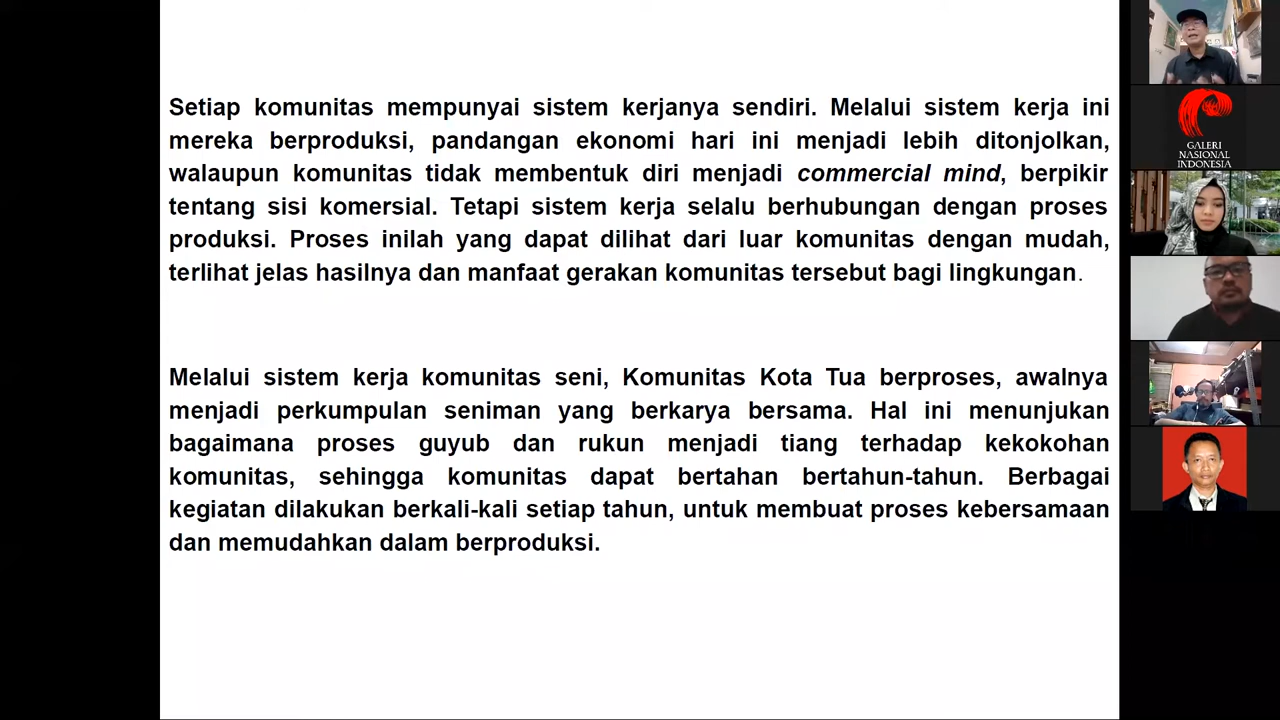 Setiap komunitas mempunyai sistem kerjanya sendiri. Melalui sistem kerja ini
mereka berproduksi, pandangan ekonomi hari ini menjadi lebih ditonjolkan,
walaupun komunitas tidak membentuk diri menjadi commercial mind, berpikir
tentang sisi komersial. Tetapi sistem kerja selalu berhubungan dengan proses
produksi. Proses inilah yang dapat dilihat dari luar komunitas dengan mudah,
terlihat jelas hasilnya dan manfaat gerakan komunitas tersebut bagi lingkungan.
Melalui sistem kerja komunitas seni, Komunitas Kota Tua berproses, awalnya
menjadi perkumpulan seniman yang berkarya bersama. Hal ini menunjukan
bagaimana proses guyub dan rukun menjadi tiang terhadap kekokohan
komunitas, sehingga komunitas dapat bertahan bertahun-tahun. Berbagai
kegiatan dilakukan berkali-kali setiap tahun, untuk membuat proses kebersamaan
dan memudahkan dalam berproduksi.
GALERI
NASIONAL
INDONESIA